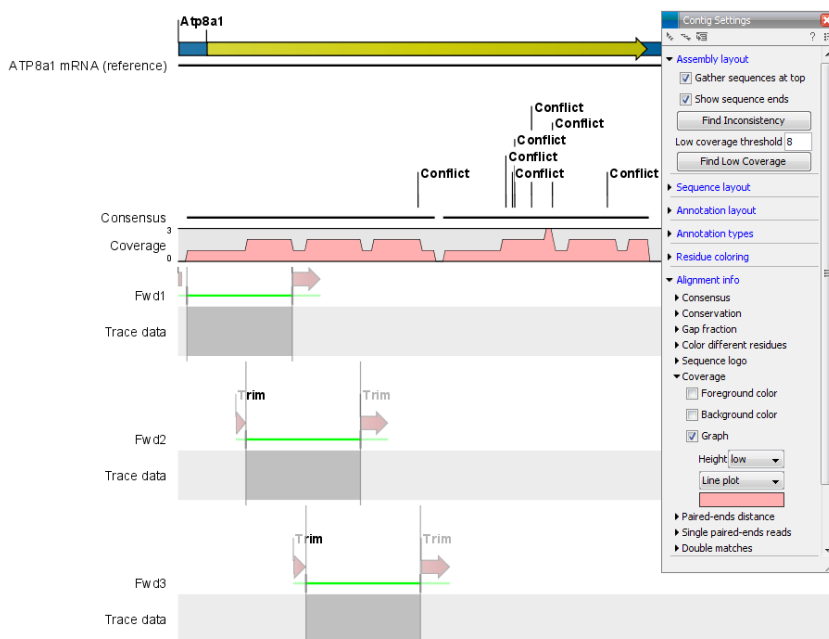 Atp8a1
ATP8a1 mRNA (reference)
Conflict
Conflict
Conflict
Conflict
Conflict
Conflict
Conflict
Consensus
3
Coverage
0
Fwd1
Trace data
Trim
Trim
Fwd2
Trace data
Trim
Trim
Fwd3
Trace data
Contig Settings
?
Assembly layout
Gather sequences at top
Show sequence ends
Find Inconsistency
Low coverage threshold 8
Find Low Coverage
Sequence layout
Annotation layout
Annotation types
Residue coloring
Alignment info
Consensus
Conservation
Gap fraction
Color different residues
Sequence logo
Coverage
Foreground color
Background color
Graph
Height low
Line plot
Paired-ends distance
Single paired-ends reads
Double matches